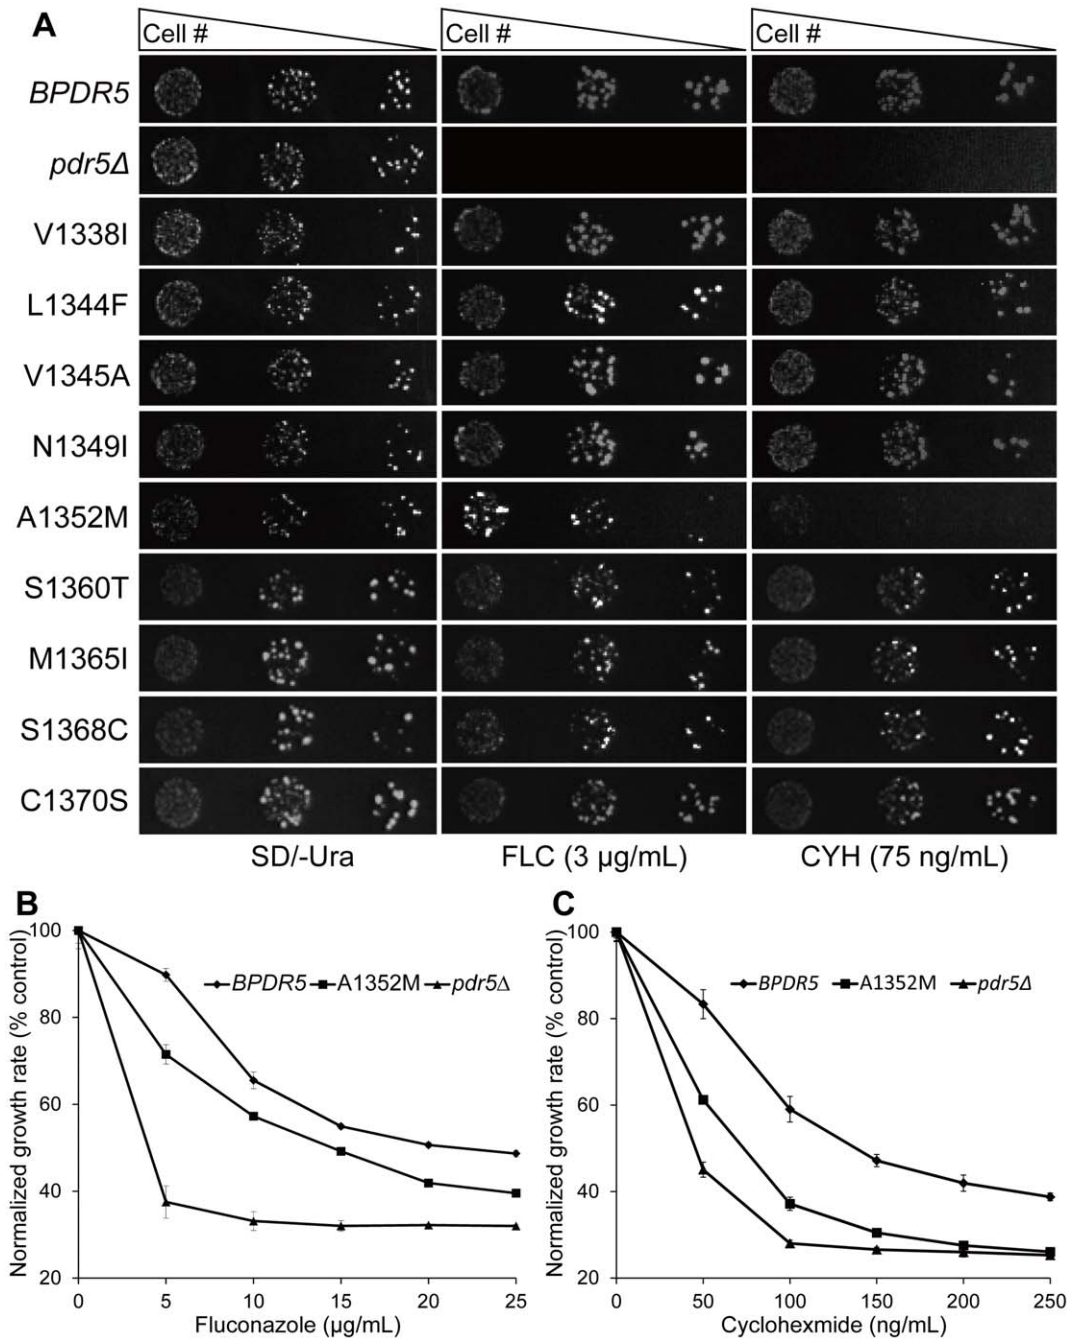 A
Cell # Cell # Cell #
BPDR5
pdr5Δ
V1338I
L1344F
V1345A
N1349I
A1352M
S1360T
M1365I
S1368C
C1370S
SD/-Ura FLC (3 µg/mL) CYH (75 ng/mL)
B
Normalized growth rate (% control)
100
80
60
40
20
BPDR5 A1352M pdr5Δ
0 5 10 15 20 25
Fluconazole (µg/mL)
C
Normalized growth rate (% control)
100
80
60
40
20
BPDR5 A1352M pdr5Δ
0 50 100 150 200 250
Cyclohexmide (ng/mL)